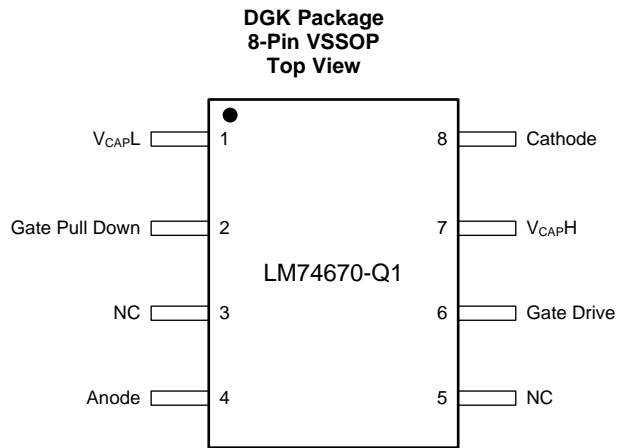 DGK Package
8-Pin VSSOP
Top View
VCAPL 1 8 Cathode
Gate Pull Down 2 7 VCAPH
LM74670-Q1
NC 3 6 Gate Drive
Anode 4 5 NC